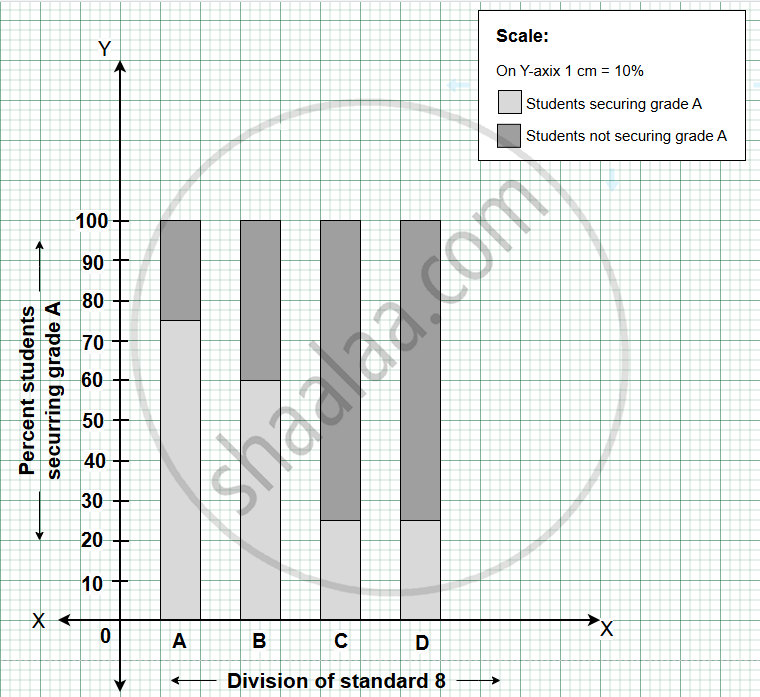 Y
Scale:
On Y-axix 1 cm = 10%
Students securing grade A
Students not securing grade A
100
90
80
70
60
50
40
30
20
10
0
Percent students
securring grade A
X
X
A
B
C
D
Division of standard 8
shaalaa.com